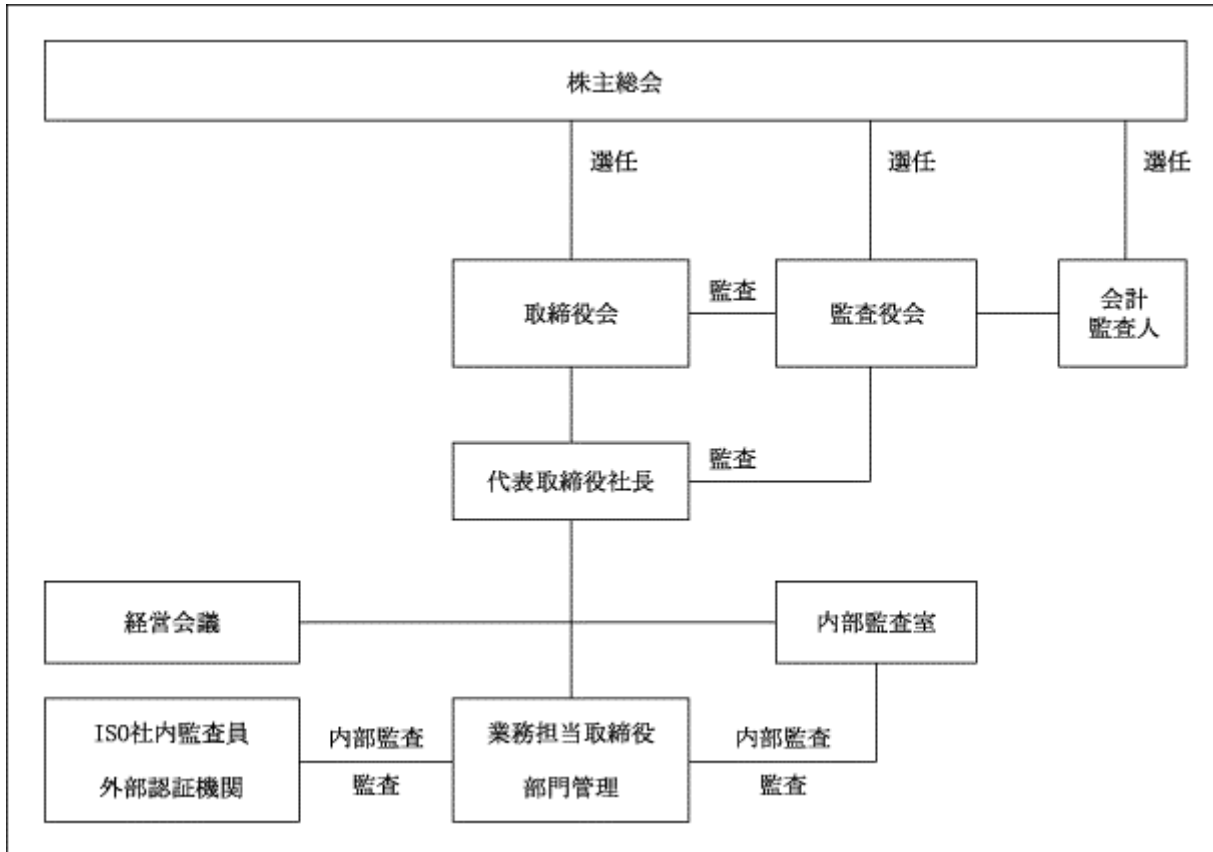 株主総会
選任
選任
選任
取締役会
監査
監査役会
会計
監査人
代表取締役社長
監査
経営会議
内部監査室
ISO社内監査員
外部認証機関
内部監査
監査
業務担当取締役
部門管理
内部監査
監査